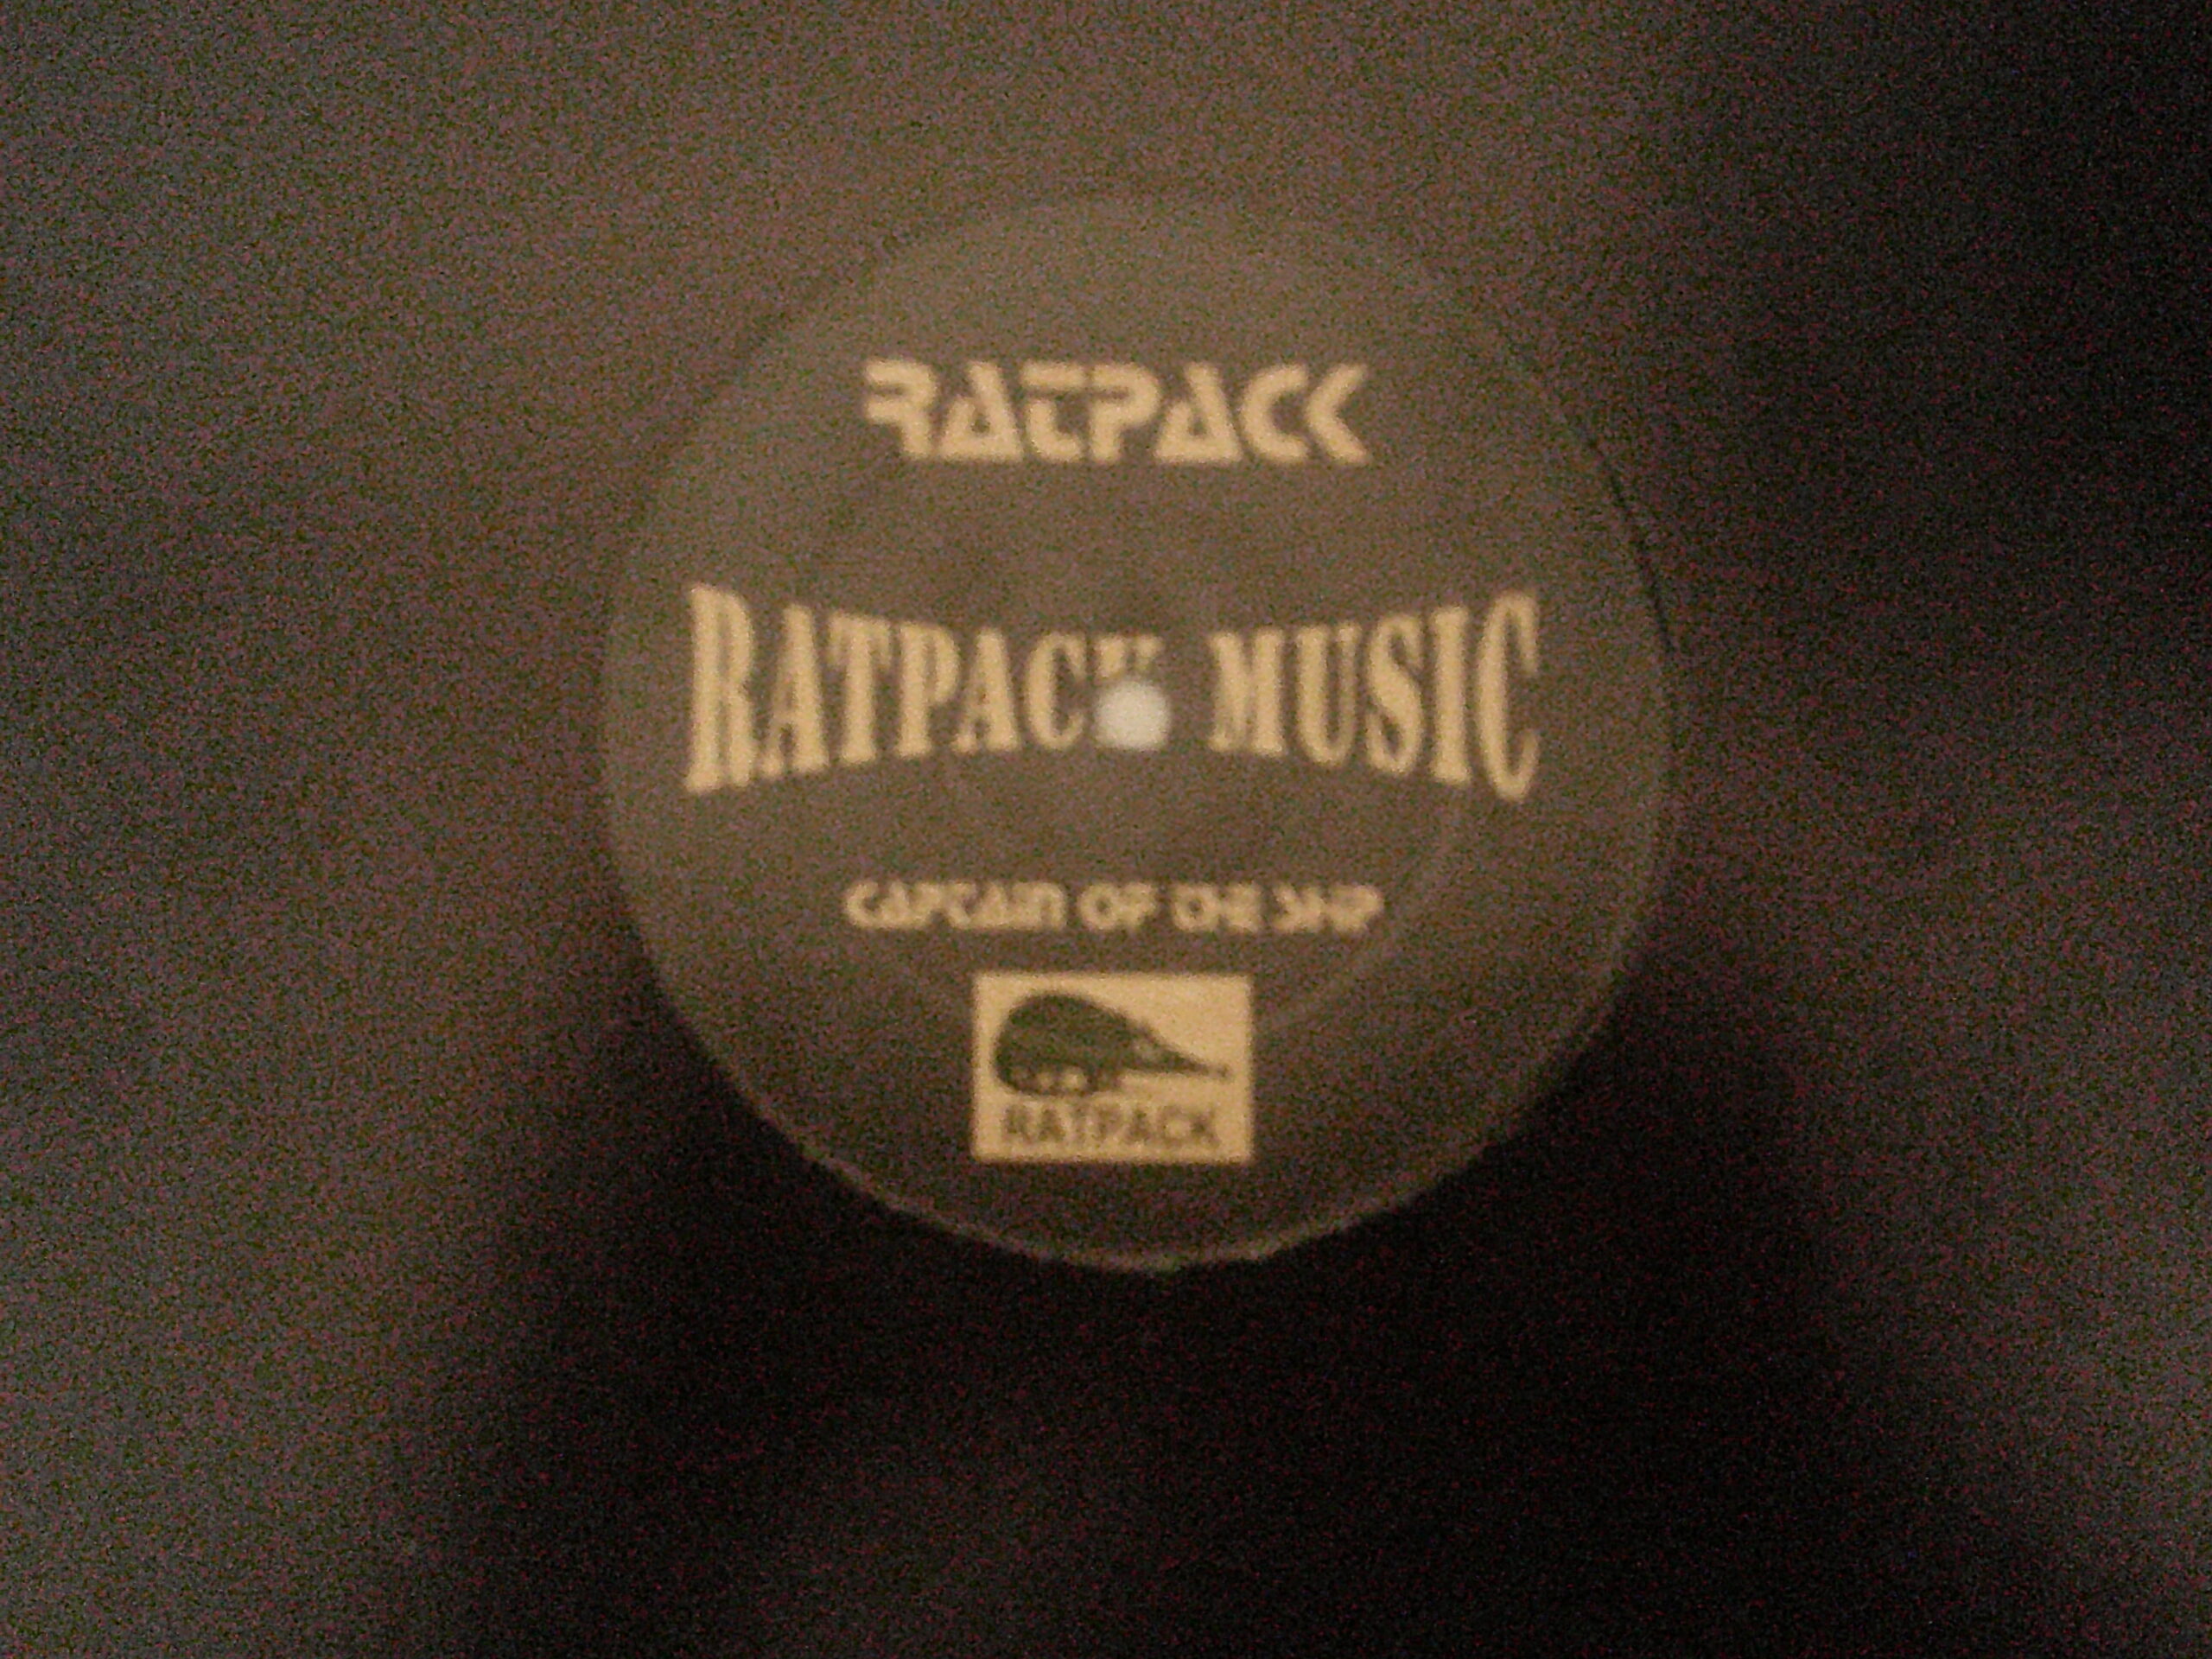 RATPACK
RATPACK MUSIC
CAPTAIN OF THE SHIP
RATPACK